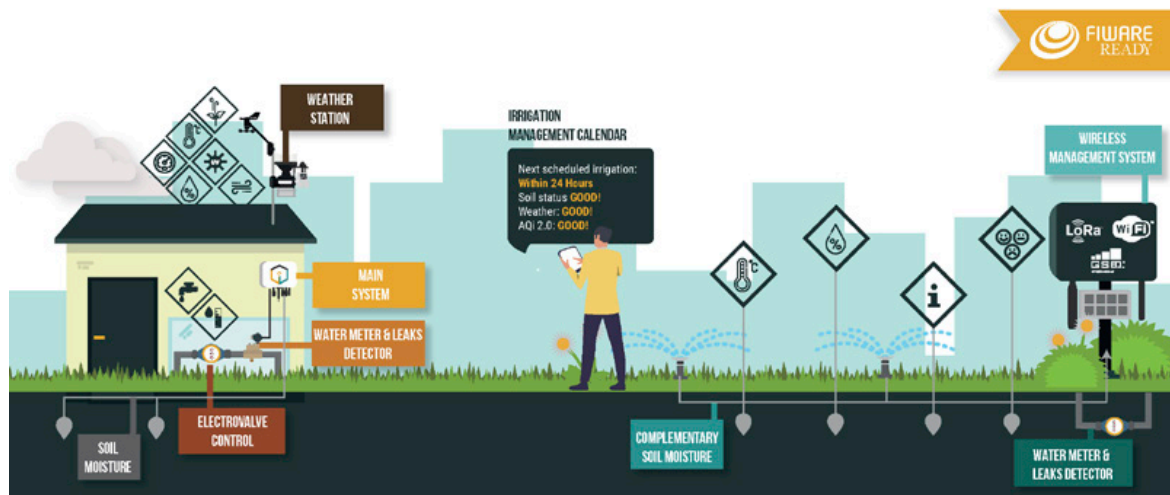 FIWARE
READY
WEATHER
STATION
IRRIGATION
MANAGEMENT CALENDAR
Next scheduled irrigation:
Within 24 Hours
Soil status GOOD!
Weather: GOOD!
AQi 2.0: GOOD!
WIRELESS
MANAGEMENT SYSTEM
LoRa
WiFi
GSM
°C
%
°C
%
i
MAIN
SYSTEM
WATER METER & LEAKS
DETECTOR
ELECTROVALVE
CONTROL
SOIL
MOISTURE
COMPLEMENTARY
SOIL MOISTURE
WATER METER &
LEAKS DETECTOR